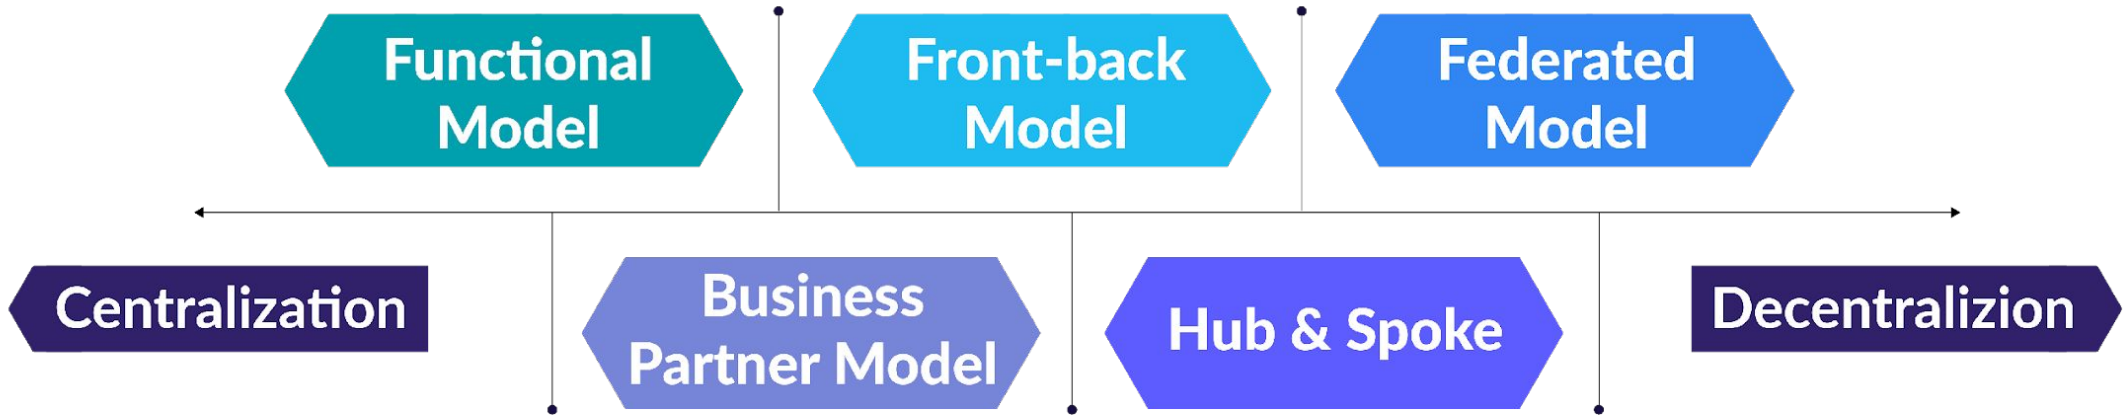 Functional
Model
Front-back
Model
Federated
Model
Centralization
Business
Partner Model
Hub & Spoke
Decentralizion